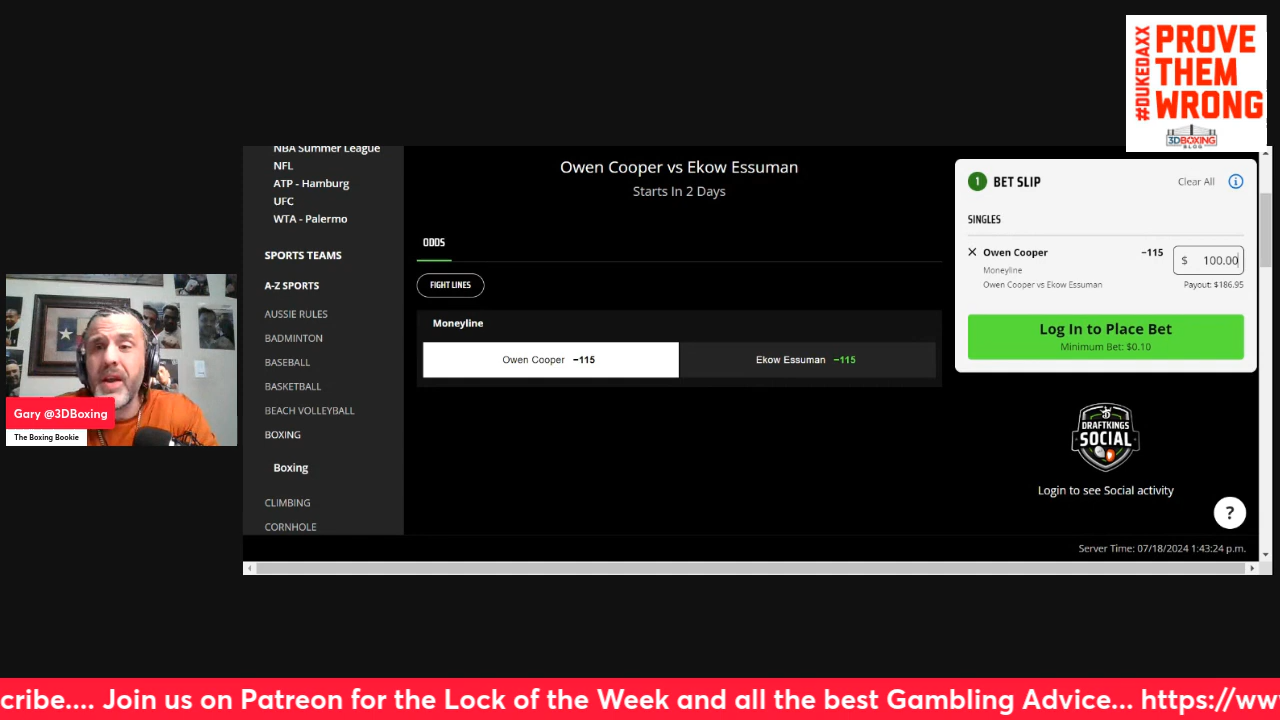 #DUKEDAXX
PROVE
THEM
WRONG
3DBOXING
BLOG
NBA Summer League
NFL
ATP - Hamburg
UFC
WTA - Palermo
SPORTS TEAMS
A-Z SPORTS
AUSSIE RULES
BADMINTON
BASEBALL
BASKETBALL
BEACH VOLLEYBALL
BOXING
Boxing
CLIMBING
CORNHOLE
Owen Cooper vs Ekow Essuman
Starts In 2 Days
ODDS
FIGHT LINES
Moneyline
Owen Cooper −115
Ekow Essuman −115
1 BET SLIP Clear All i
SINGLES
× Owen Cooper −115 $ 100.00
Moneyline
Owen Cooper vs Ekow Essuman Payout: $186.95
Log In to Place Bet
Minimum Bet: $0.10
DRAFTKINGS
SOCIAL
Login to see Social activity
?
Server Time: 07/18/2024 1:43:24 p.m.
Gary @3DBoxing
The Boxing Bookie
cribe.... Join us on Patreon for the Lock of the Week and all the best Gambling Advice... https://ww